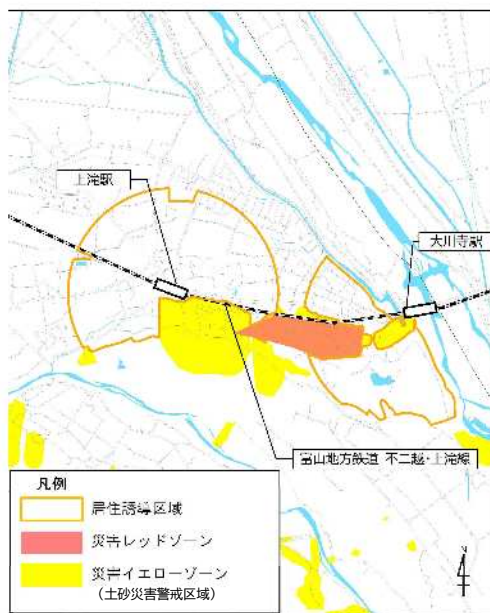 上滝駅
大川寺駅
富山地方鉄道 不二越・上滝線
凡例
居住誘導区域
災害レッドゾーン
災害イエローゾーン
(土砂災害警戒区域)
N